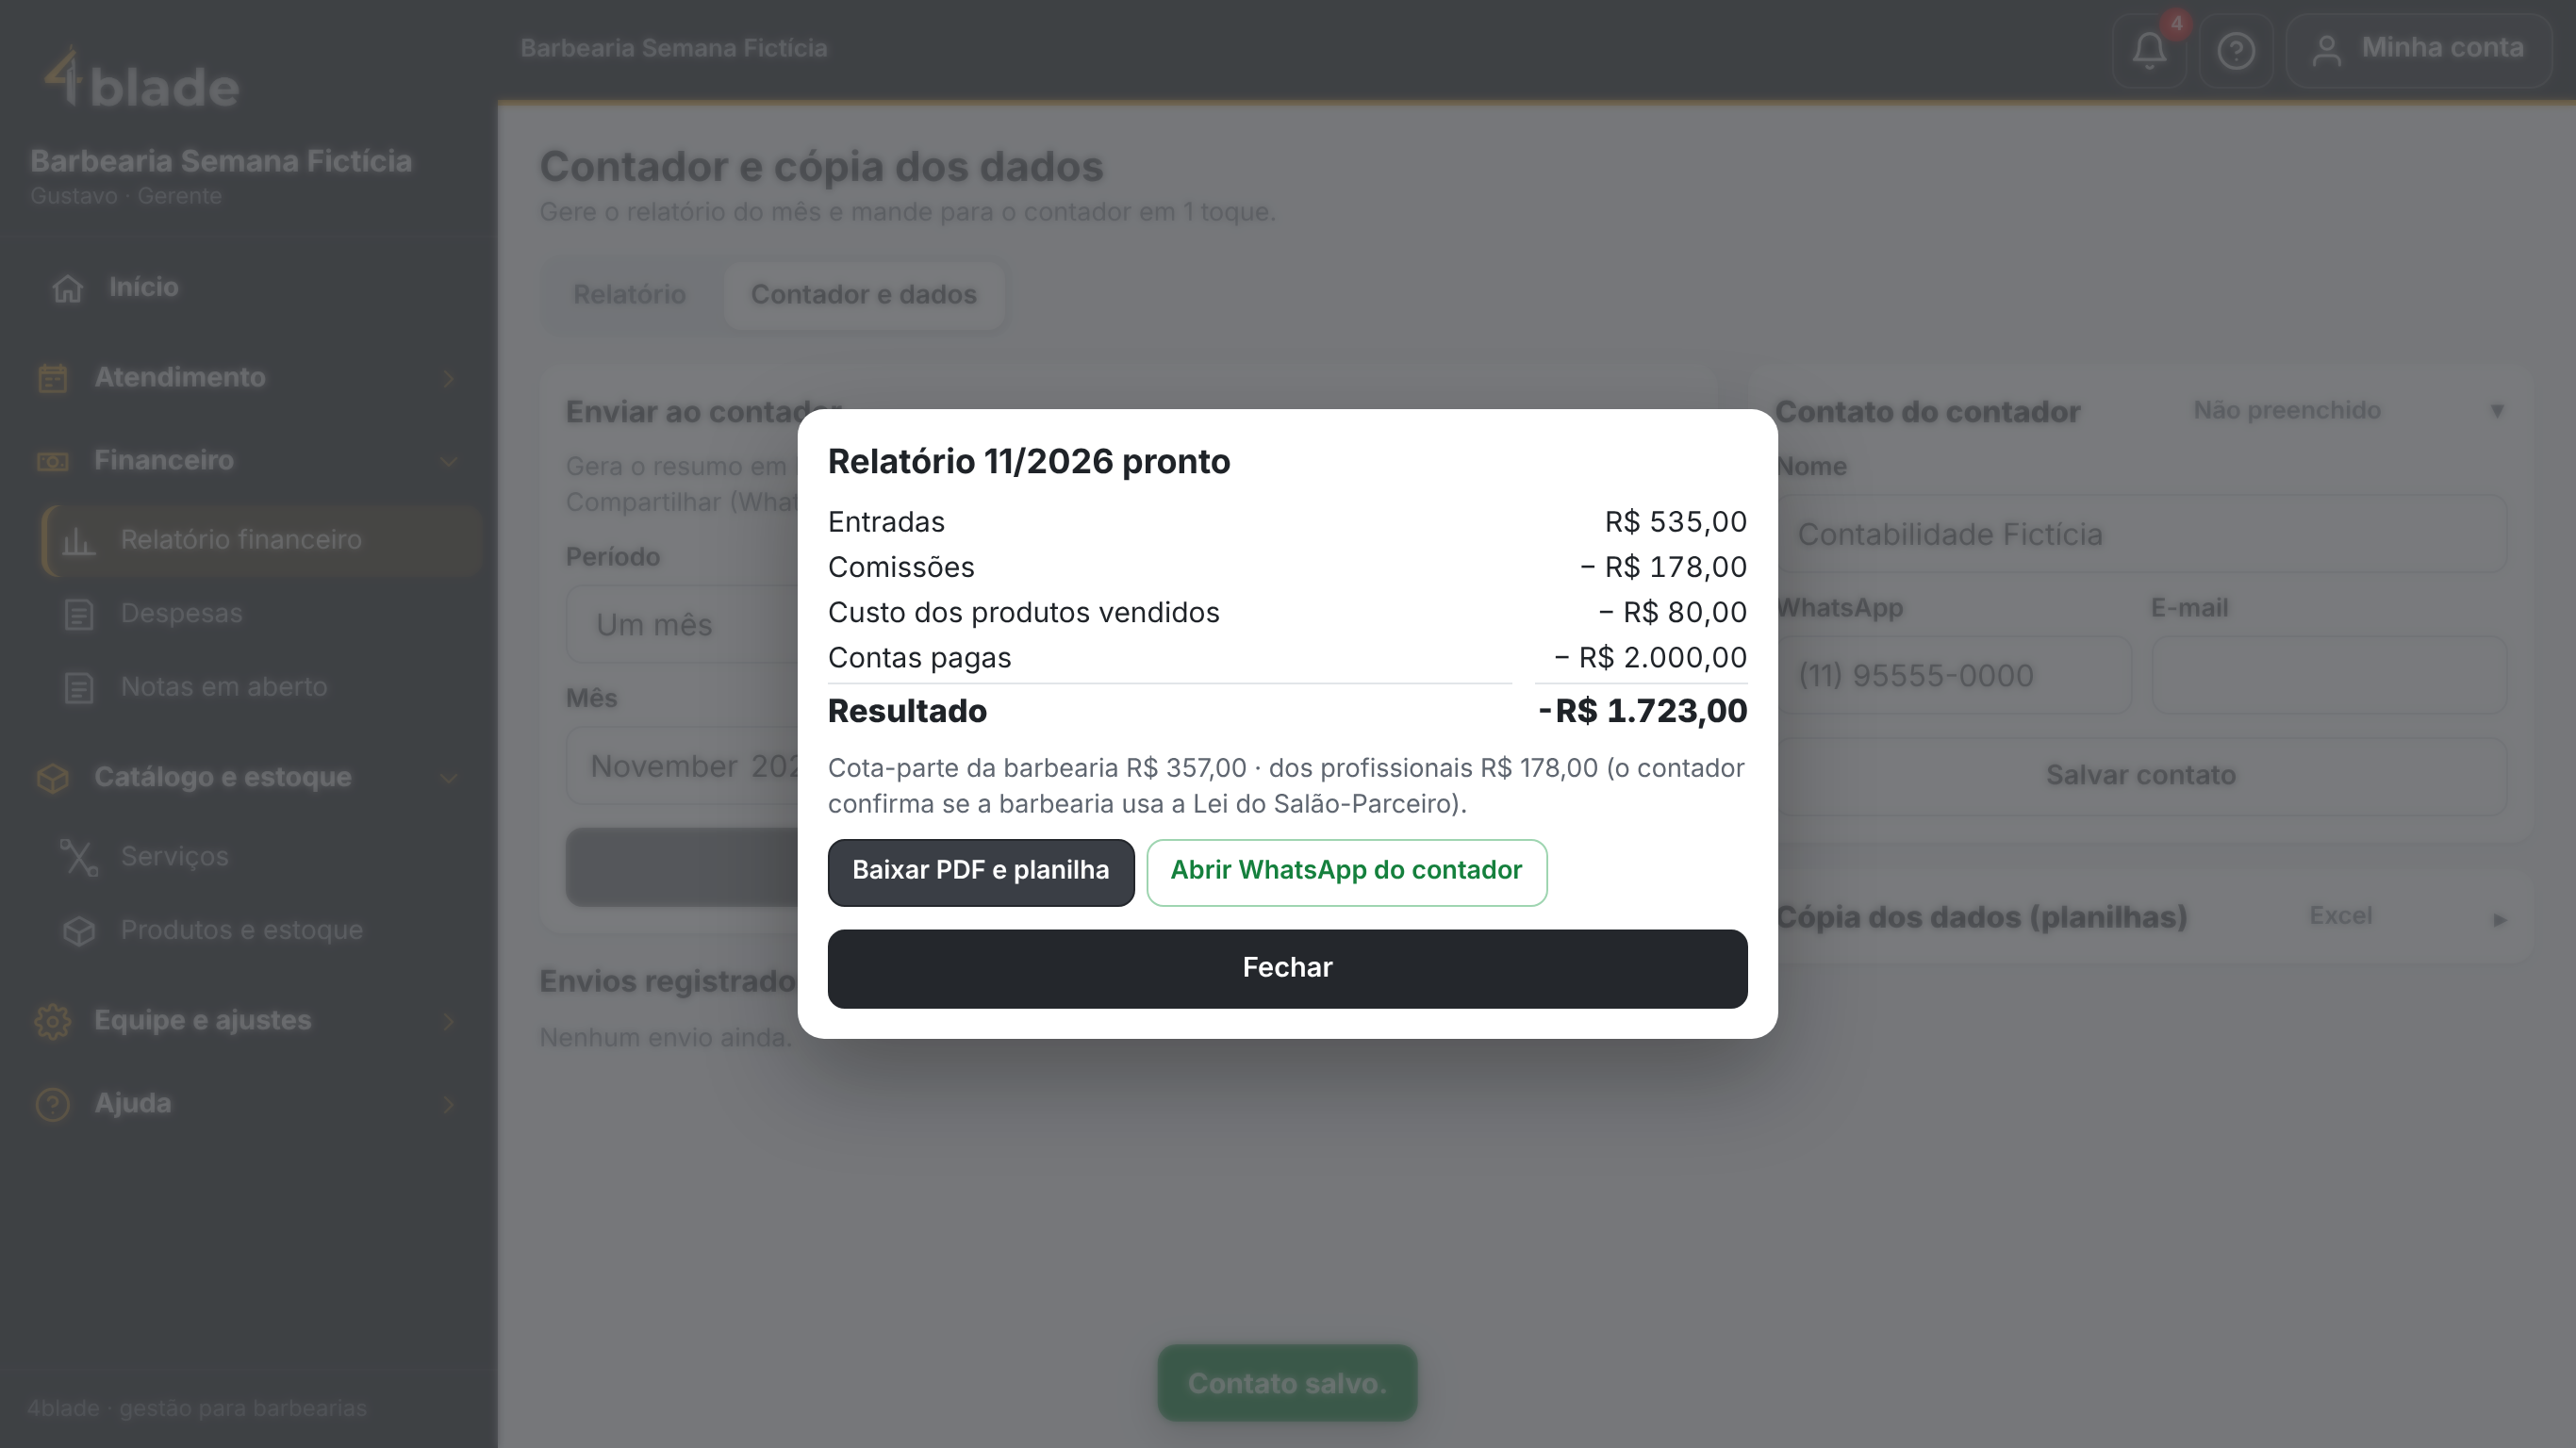 4blade
Barbearia Semana Fictícia
Gustavo · Gerente
Início
Atendimento
Financeiro
Relatório financeiro
Despesas
Notas em aberto
Catálogo e estoque
Serviços
Produtos e estoque
Equipe e ajustes
Ajuda
4blade · gestão para barbearias
Barbearia Semana Fictícia
4
Minha conta
Contador e cópia dos dados
Gere o relatório do mês e mande para o contador em 1 toque.
Relatório
Contador e dados
Enviar ao contador
Gera o resumo em
Compartilhar (What
Período
Um mês
Mês
November 202
Envios registrado
Nenhum envio ainda.
Relatório 11/2026 pronto
Entradas R$ 535,00
Comissões − R$ 178,00
Custo dos produtos vendidos − R$ 80,00
Contas pagas − R$ 2.000,00
Resultado -R$ 1.723,00
Cota-parte da barbearia R$ 357,00 · dos profissionais R$ 178,00 (o contador
confirma se a barbearia usa a Lei do Salão-Parceiro).
Baixar PDF e planilha
Abrir WhatsApp do contador
Fechar
Contato do contador
Não preenchido
Nome
Contabilidade Fictícia
WhatsApp
E-mail
(11) 95555-0000
Salvar contato
Cópia dos dados (planilhas)
Excel
Contato salvo.